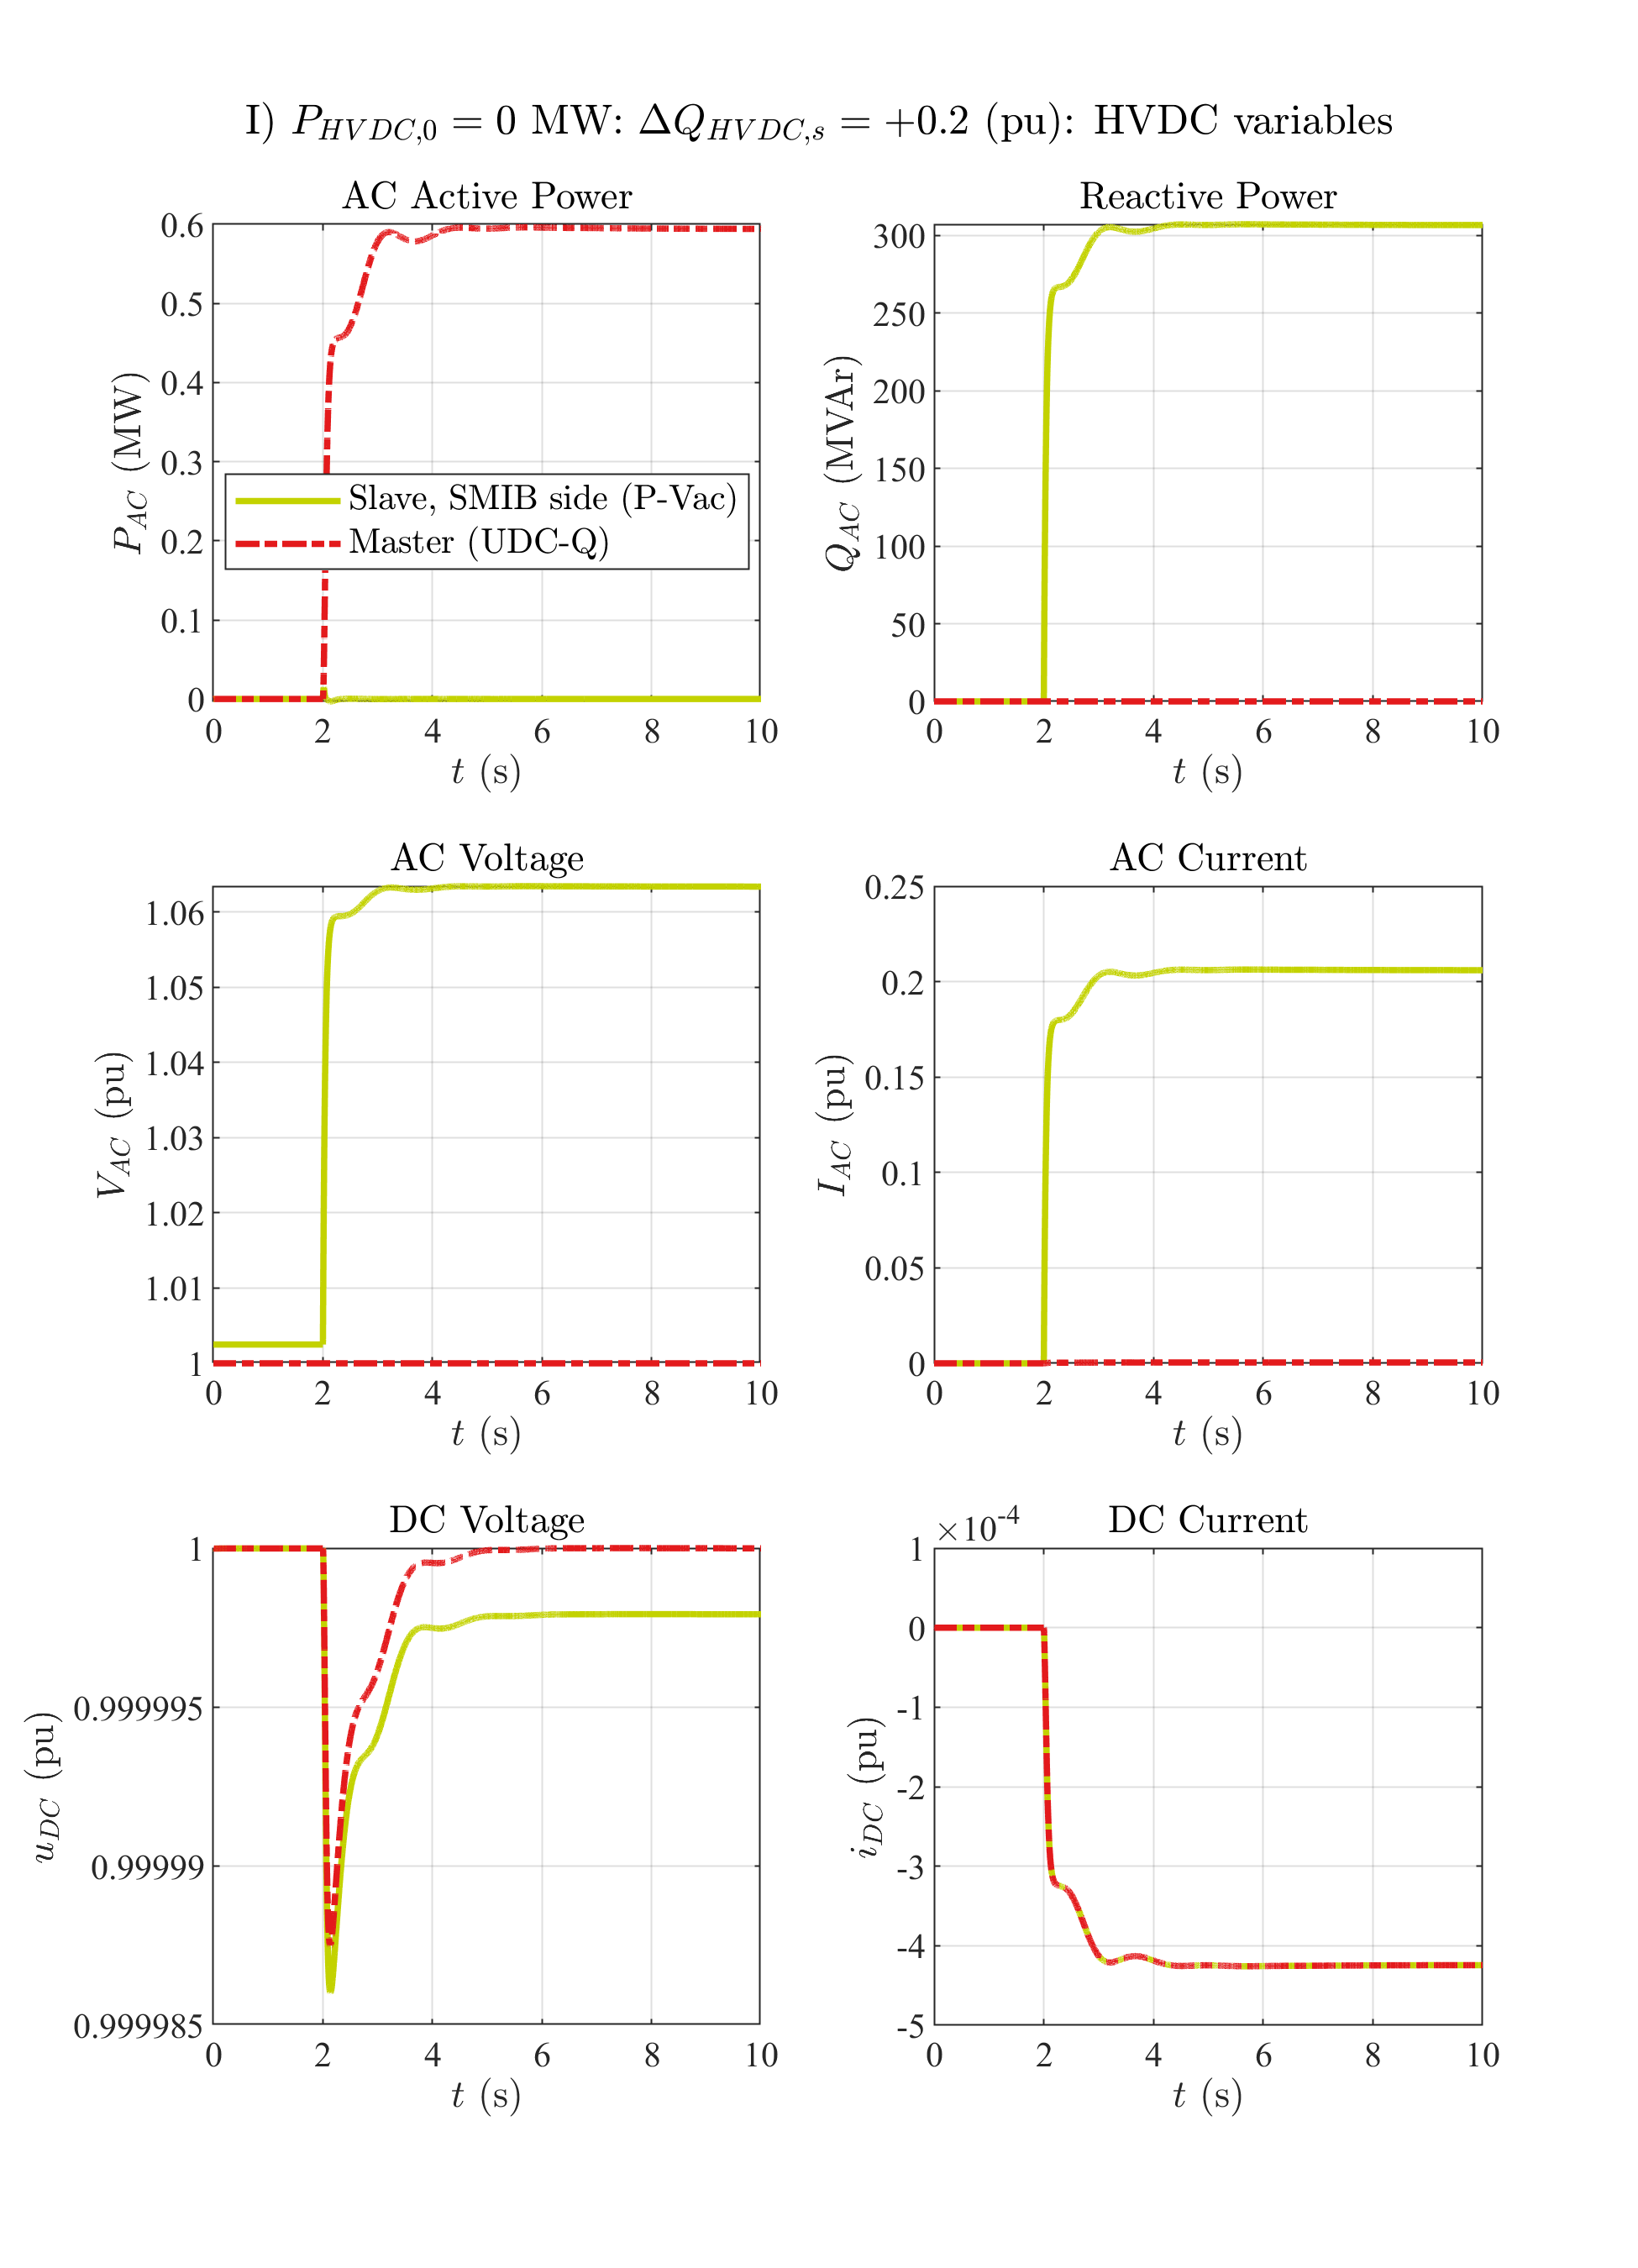 I) P_{HVDC,0} = 0 MW: ΔQ_{HVDC,s} = +0.2 (pu): HVDC variables
AC Active Power
0.6
0.5
0.4
0.3
0.2
0.1
0
P_{AC} (MW)
Slave, SMIB side (P-Vac)
Master (UDC-Q)
0 2 4 6 8 10
t (s)
Reactive Power
300
250
200
150
100
50
0
Q_{AC} (MVAr)
0 2 4 6 8 10
t (s)
AC Voltage
1.06
1.05
1.04
1.03
1.02
1.01
1
V_{AC} (pu)
0 2 4 6 8 10
t (s)
AC Current
0.25
0.2
0.15
0.1
0.05
0
I_{AC} (pu)
0 2 4 6 8 10
t (s)
DC Voltage
1
0.999995
0.99999
0.999985
u_{DC} (pu)
0 2 4 6 8 10
t (s)
×10^{-4} DC Current
1
0
-1
-2
-3
-4
-5
i_{DC} (pu)
0 2 4 6 8 10
t (s)